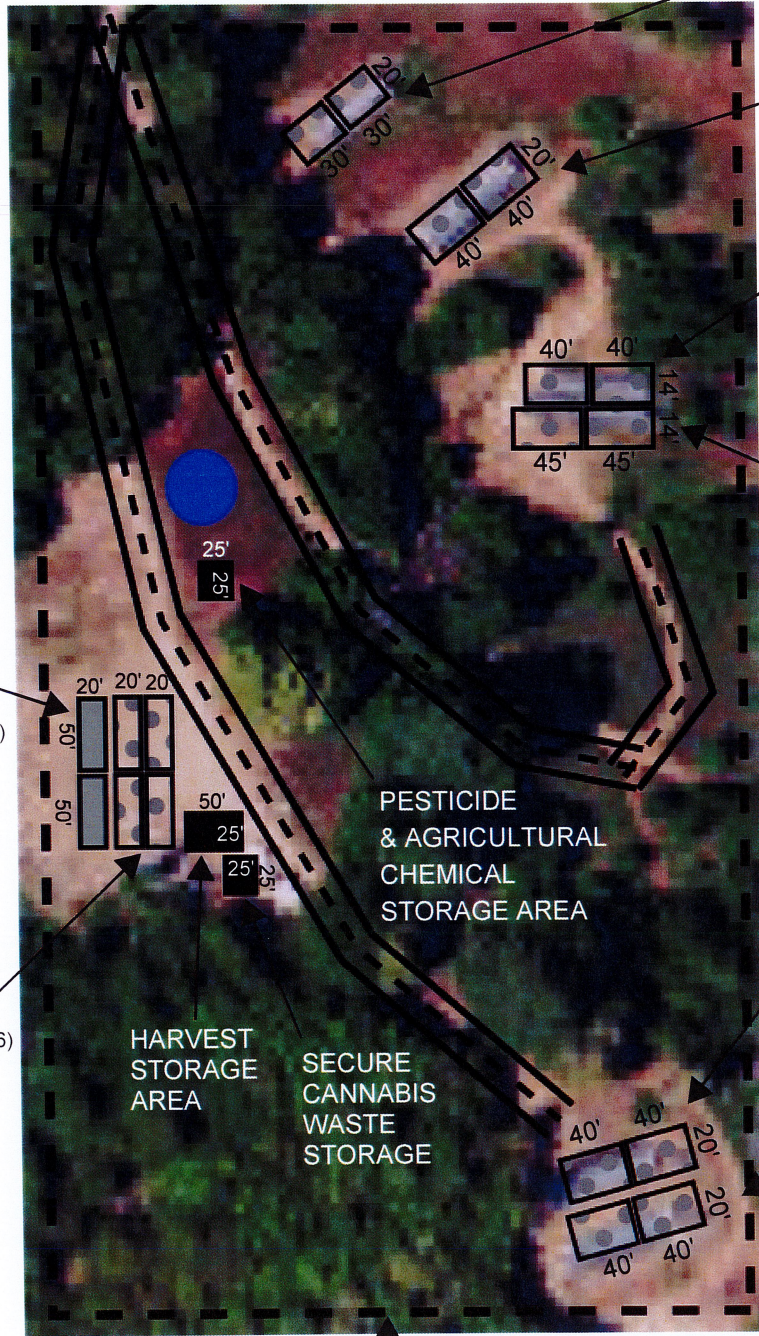 20'
30'
30'
20'
40'
40'
40' 40'
14'
14'
45' 45'
25'
25'
20' 20' 20'
50'
)
50'
50'
25'
25'
25'
PESTICIDE
& AGRICULTURAL
CHEMICAL
STORAGE AREA
6)
HARVEST
STORAGE
AREA
SECURE
CANNABIS
WASTE
STORAGE
40' 40'
20'
20'
40' 40'